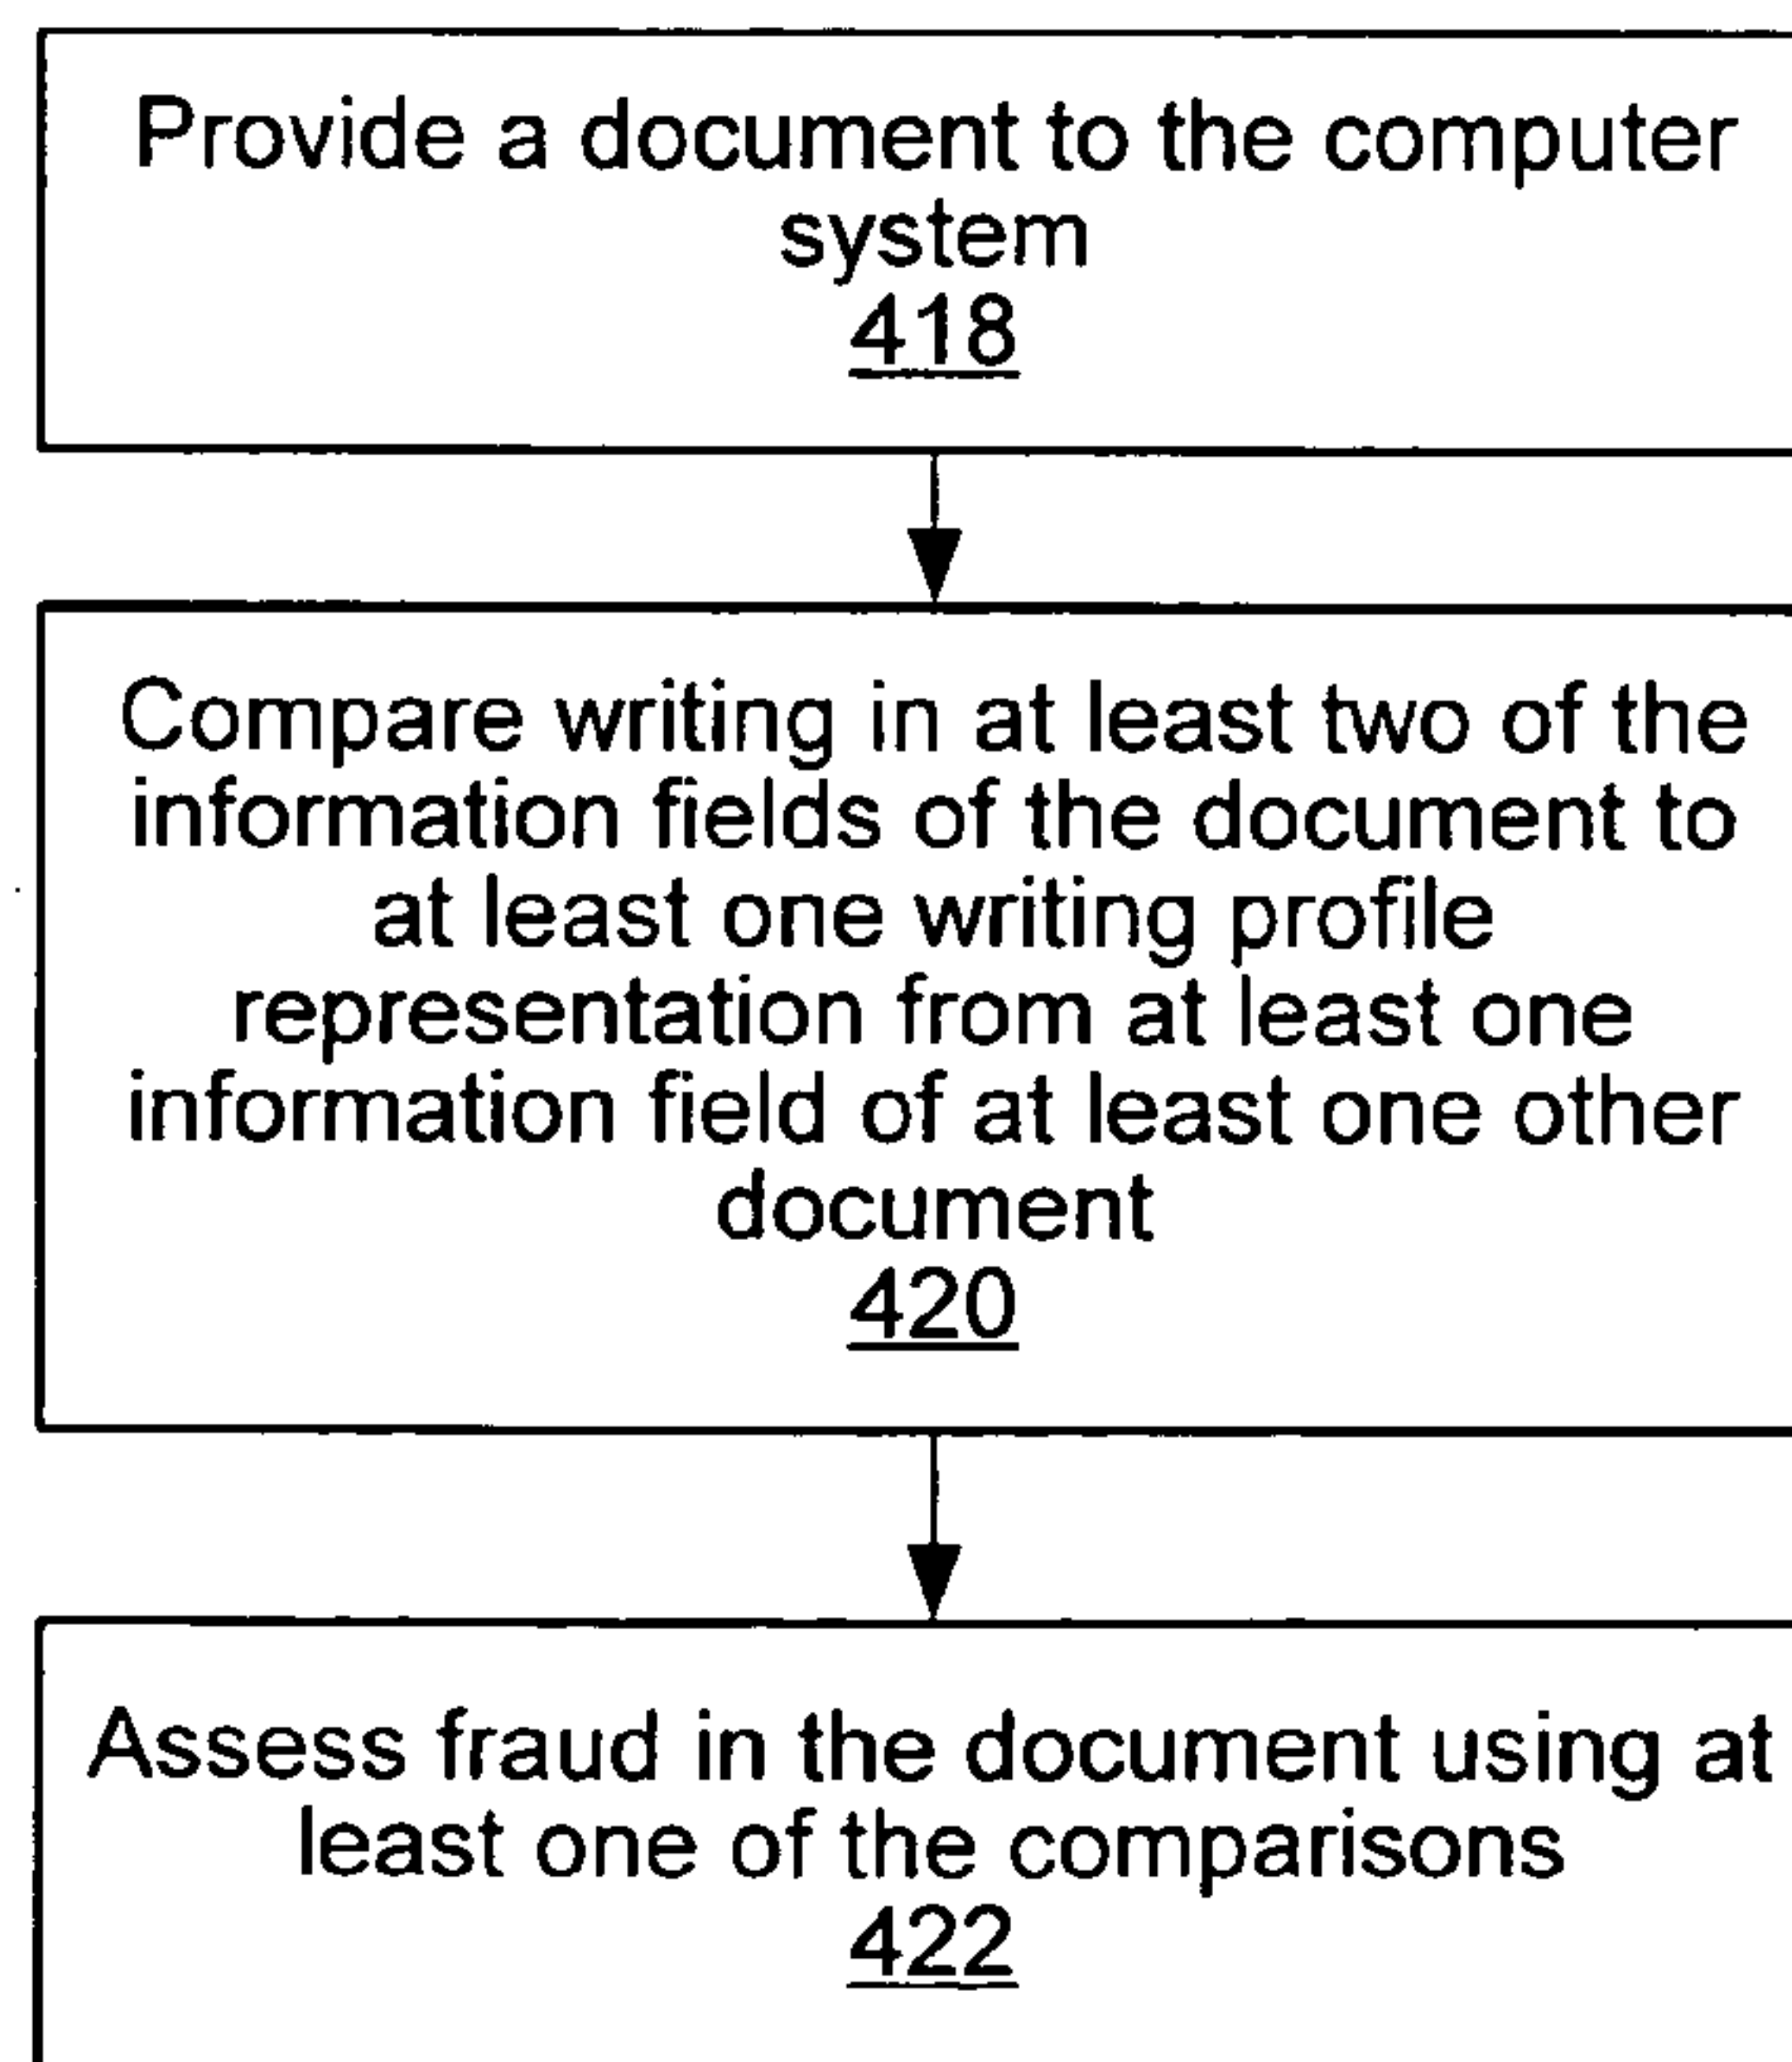 Provide a document to the computer
system
418
Compare writing in at least two of the
information fields of the document to
at least one writing profile
representation from at least one
information field of at least one other
document
420
Assess fraud in the document using at
least one of the comparisons
422